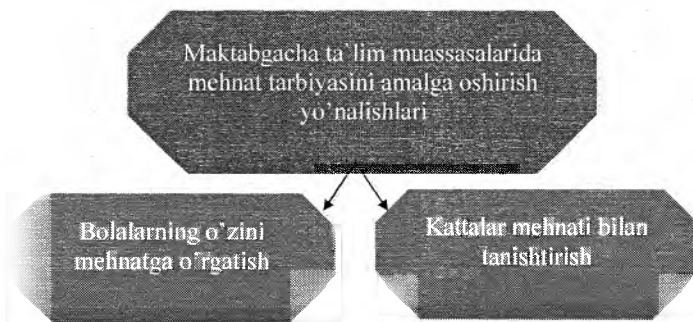 Maktabgacha ta`lim muassasalarida
mehnat tarbiyasini amalga oshirish
yo’nalishlari
Bolalarning o’zini
mehnatga o’rgatish
Kattalar mehnati bilan
tanishtirish